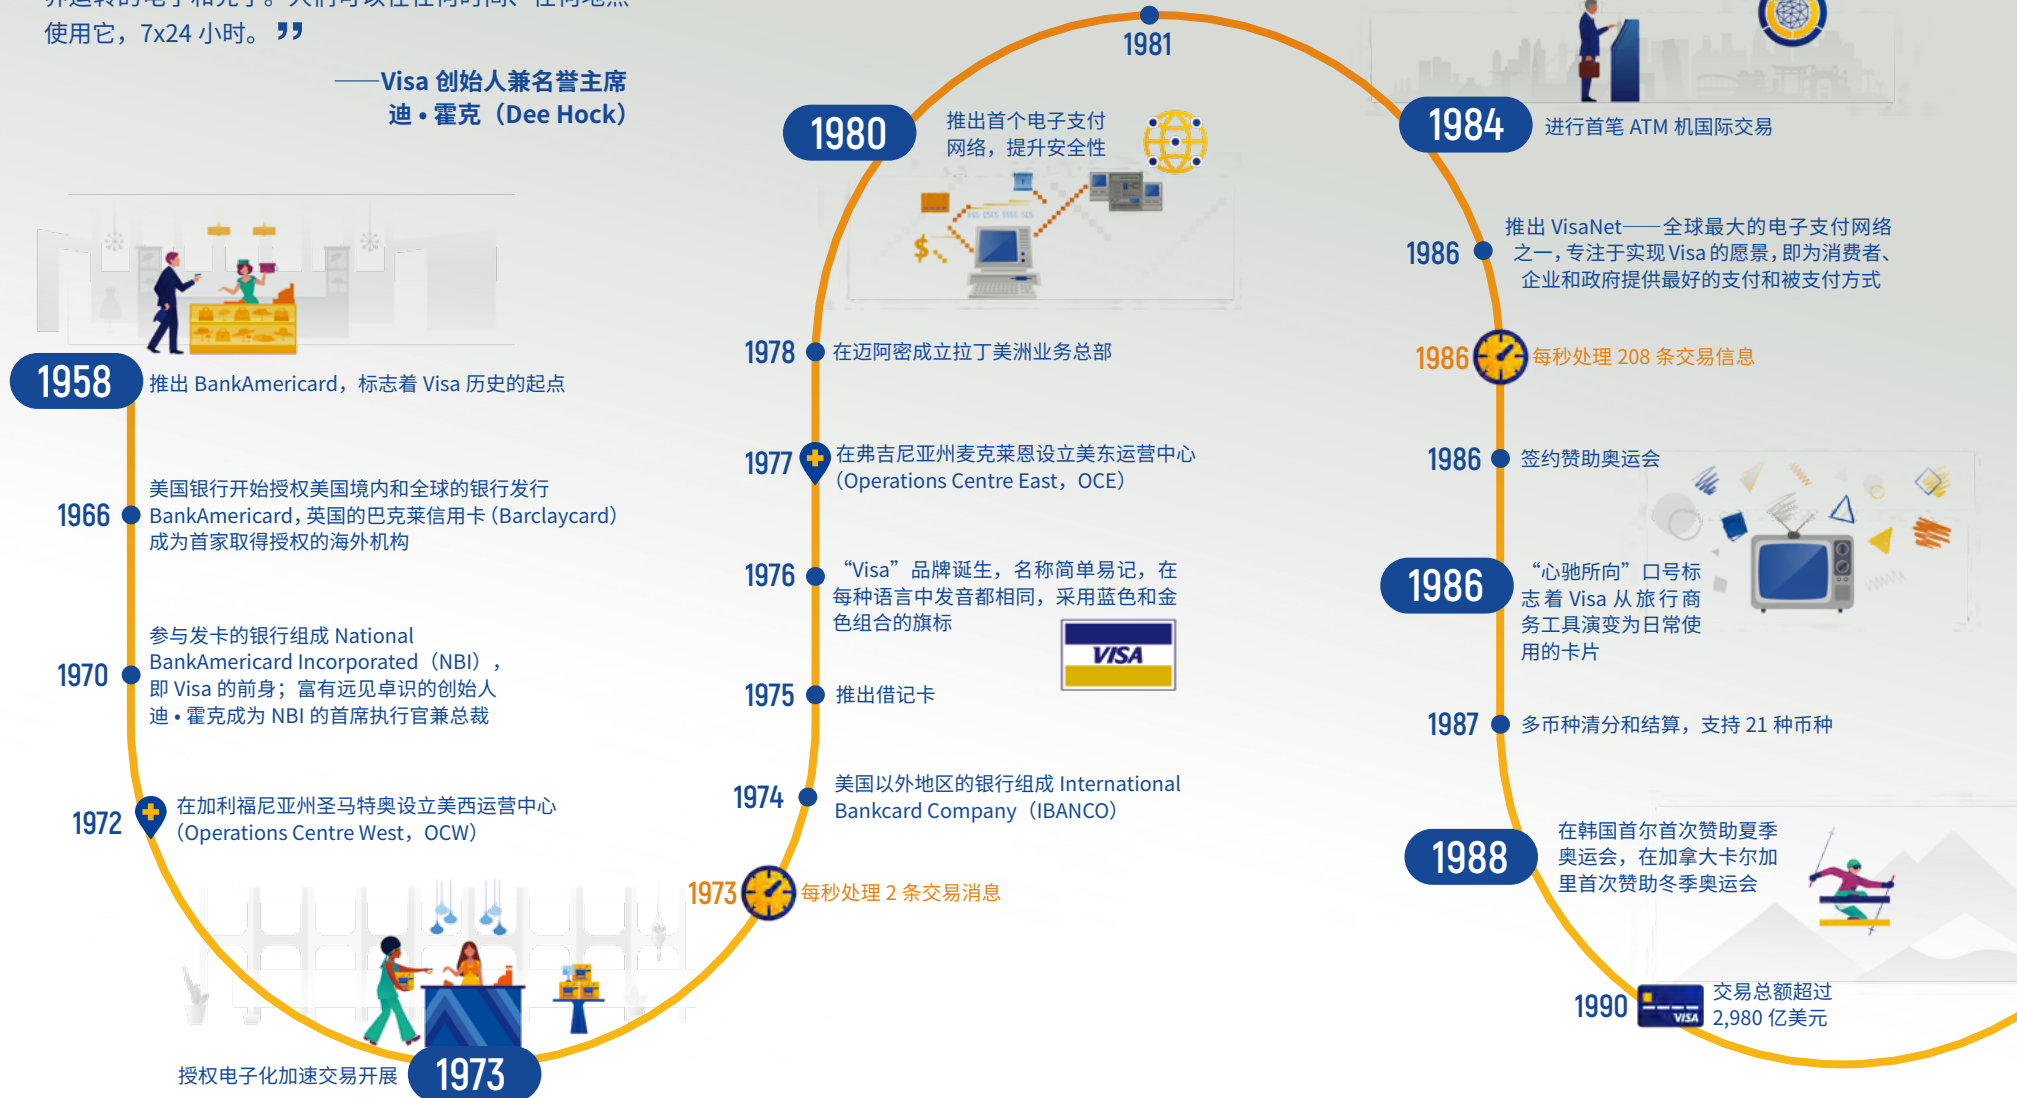 使用它，7x24 小时。”
——Visa 创始人兼名誉主席
迪 • 霍克（Dee Hock）
1958
推出 BankAmericard，标志着 Visa 历史的起点
1966
美国银行开始授权美国境内和全球的银行发行
BankAmericard，英国的巴克莱信用卡（Barclaycard）
成为首家取得授权的海外机构
1970
参与发卡的银行组成 National
BankAmericard Incorporated（NBI），
即 Visa 的前身；富有远见卓识的创始人
迪 • 霍克成为 NBI 的首席执行官兼总裁
1972
在加利福尼亚州圣马特奥设立美西运营中心
（Operations Centre West，OCW）
授权电子化加速交易开展
1973
1973
每秒处理 2 条交易消息
1974
美国以外地区的银行组成 International
Bankcard Company（IBANCO）
1975
推出借记卡
1976
“Visa”品牌诞生，名称简单易记，在
每种语言中发音都相同，采用蓝色和金
色组合的旗标
VISA
1977
在弗吉尼亚州麦克莱恩设立美东运营中心
（Operations Centre East，OCE）
1978
在迈阿密成立拉丁美洲业务总部
1980
推出首个电子支付
网络，提升安全性
$
1981
1984
进行首笔 ATM 机国际交易
1986
推出 VisaNet——全球最大的电子支付网络
之一，专注于实现 Visa 的愿景，即为消费者、
企业和政府提供最好的支付和被支付方式
1986
每秒处理 208 条交易信息
1986
签约赞助奥运会
1986
“心驰所向”口号标
志着 Visa 从旅行商
务工具演变为日常使
用的卡片
1987
多币种清分和结算，支持 21 种币种
1988
在韩国首尔首次赞助夏季
奥运会，在加拿大卡尔加
里首次赞助冬季奥运会
1990
VISA
交易总额超过
2,980 亿美元